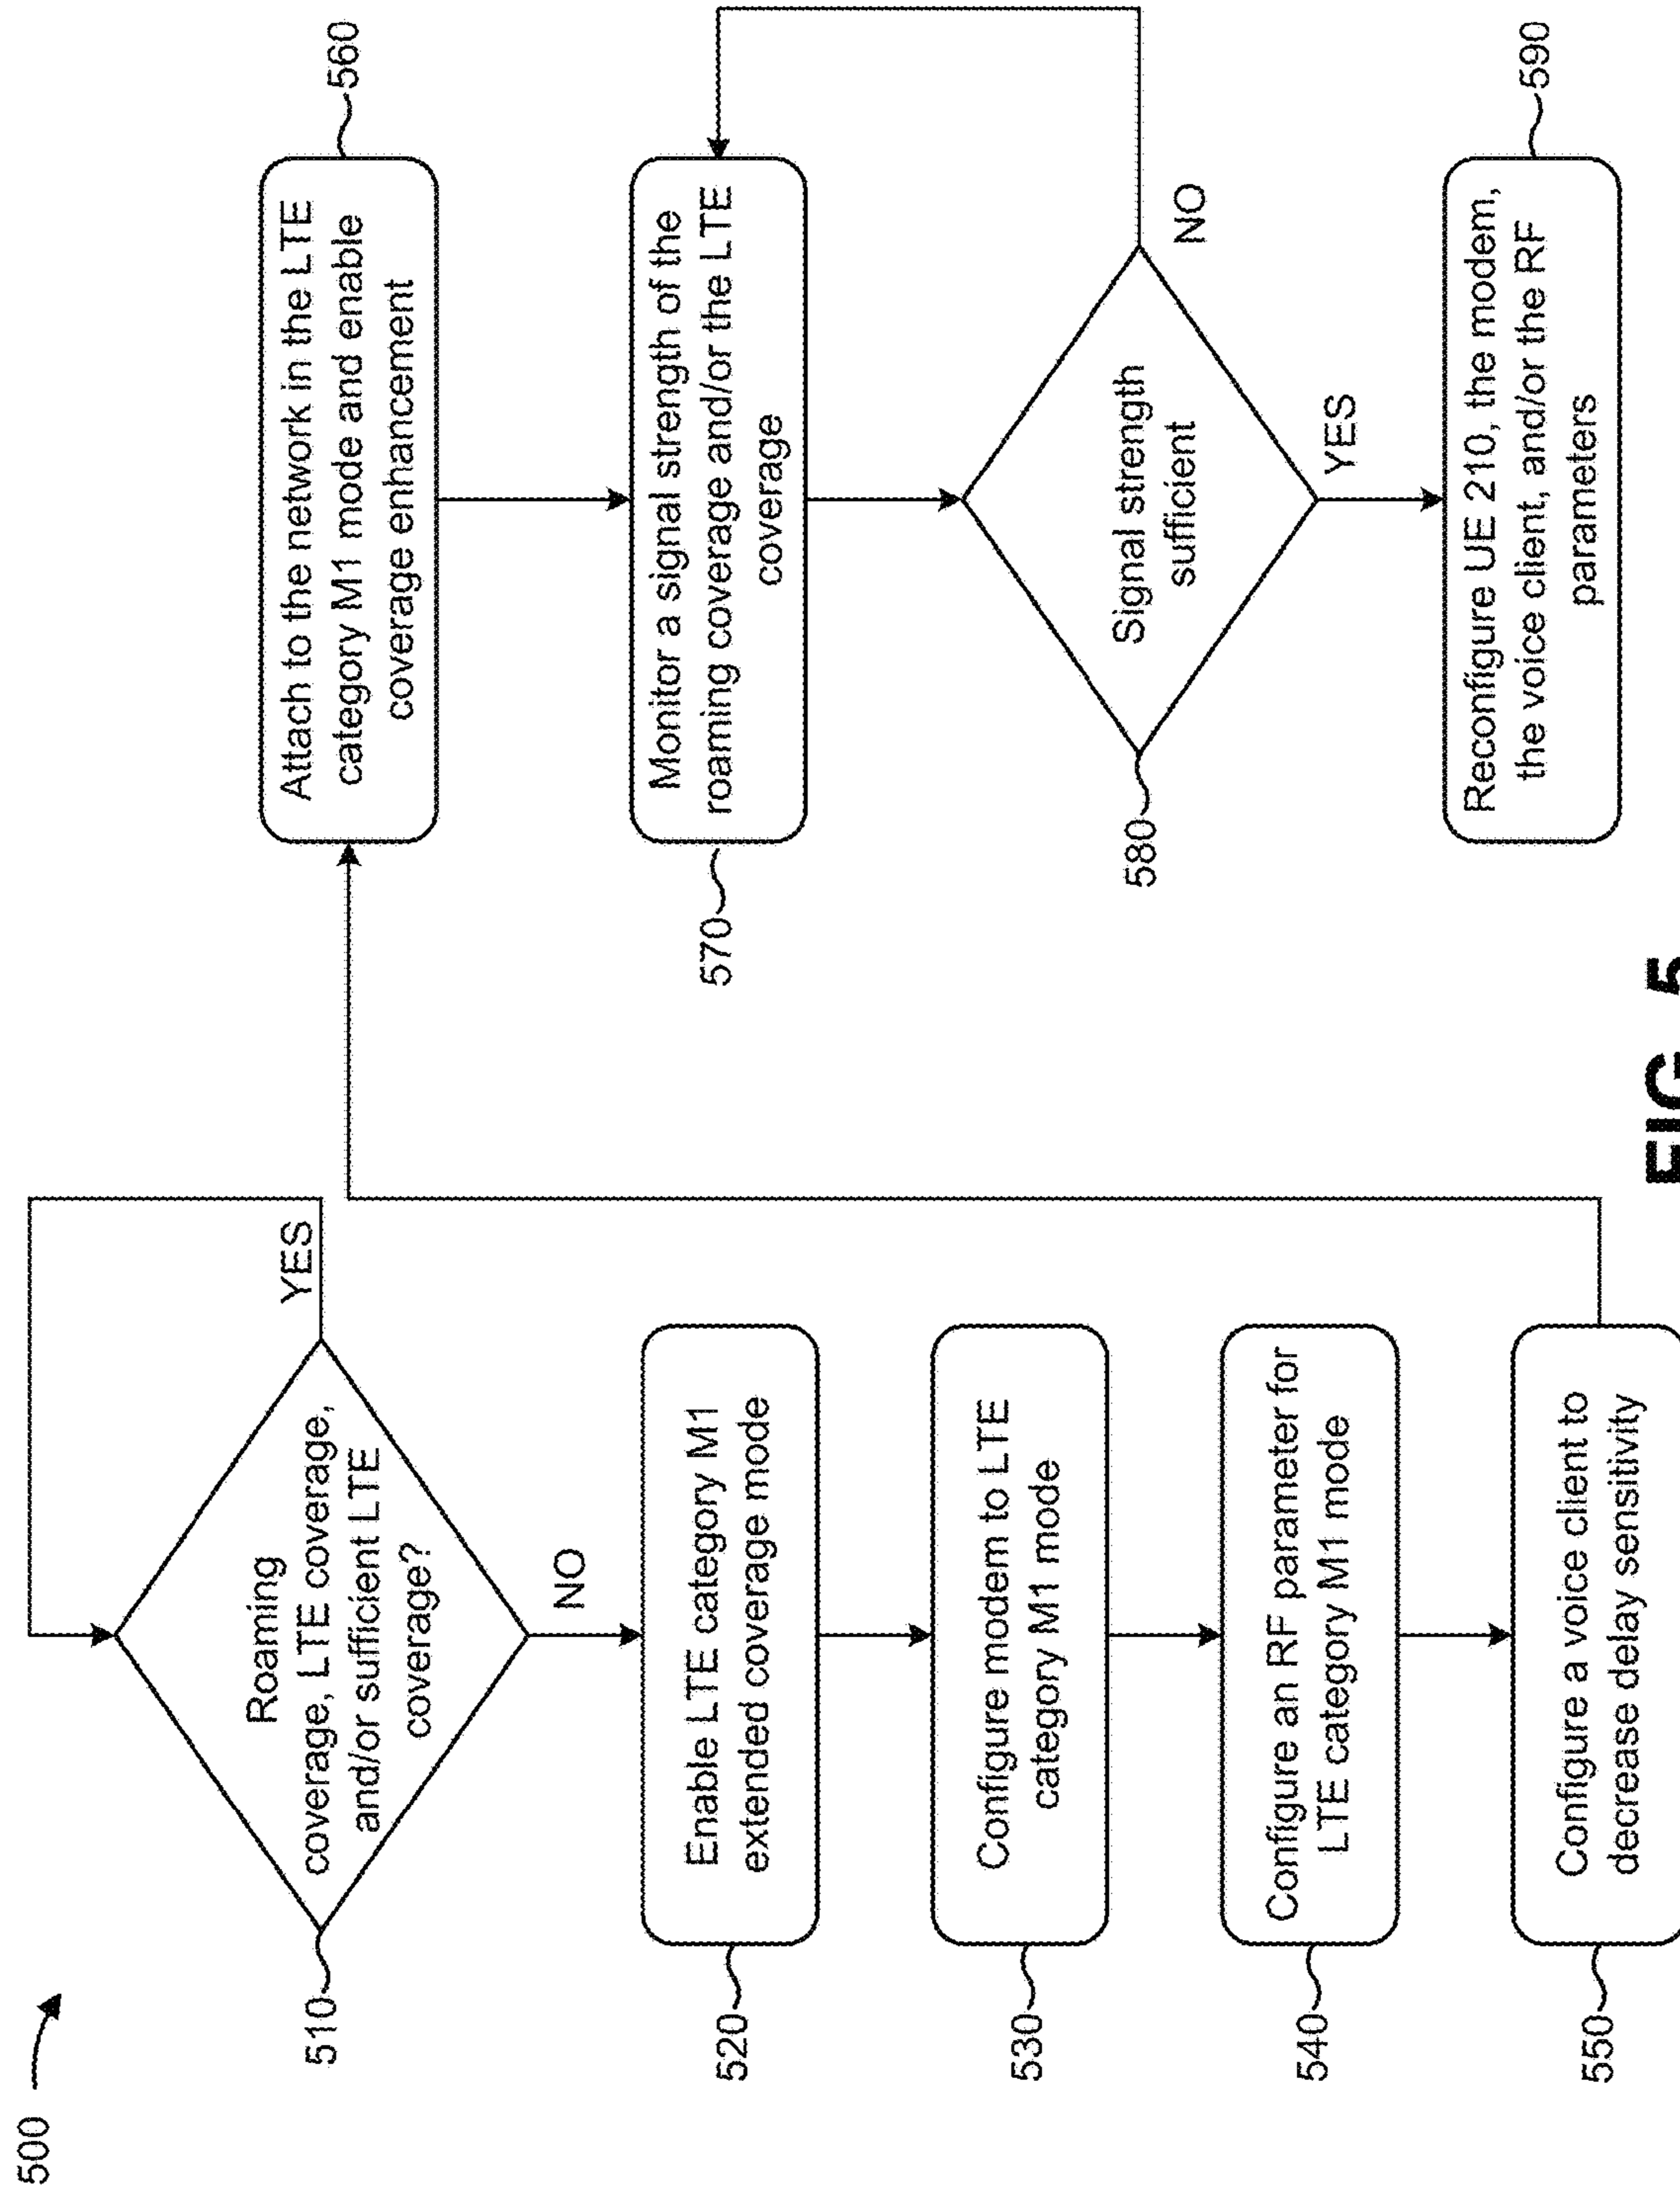 500
510
Roaming
coverage, LTE coverage,
and/or sufficient LTE
coverage?
YES
NO
520
Enable LTE category M1
extended coverage mode
530
Configure modem to LTE
category M1 mode
540
Configure an RF parameter for
LTE category M1 mode
550
Configure a voice client to
decrease delay sensitivity
560
Attach to the network in the LTE
category M1 mode and enable
coverage enhancement
570
Monitor a signal strength of the
roaming coverage and/or the LTE
coverage
580
Signal strength
sufficient
NO
YES
590
Reconfigure UE 210, the modem,
the voice client, and/or the RF
parameters
FIG. 5